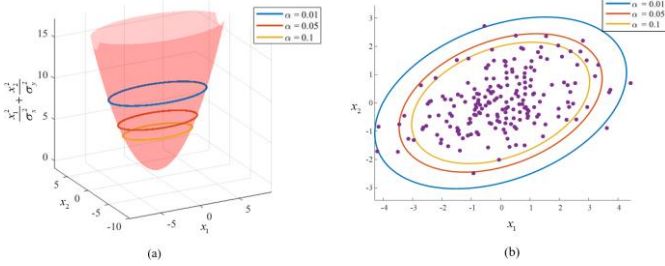 α = 0.01
α = 0.05
α = 0.1
15
10
5
0
x₁²/σₓ² + x₂²/σᵧ²
5
0
-5
-10
x₂
-5
0
5
x₁
(a)
α = 0.01
α = 0.05
α = 0.1
3
2
1
0
-1
-2
-3
x₂
-4 -3 -2 -1 0 1 2 3 4
x₁
(b)